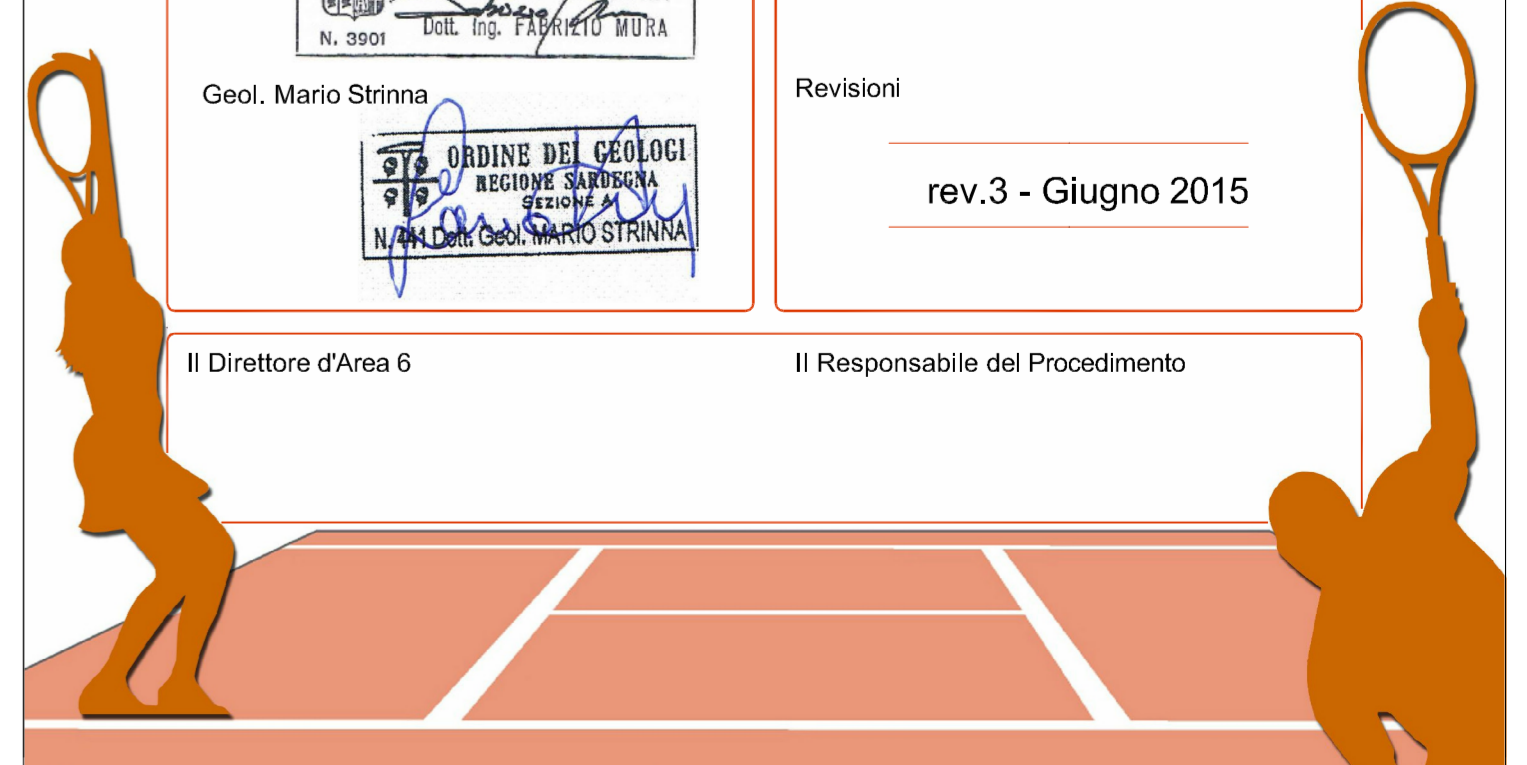 N. 3901
Dott. Ing. FABRIZIO MURA
Geol. Mario Strinna
ORDINE DEI GEOLOGI
REGIONE SARDEGNA
SEZIONE A
N. 441 Dott. Geol. MARIO STRINNA
Revisioni
rev.3 - Giugno 2015
Il Direttore d'Area 6
Il Responsabile del Procedimento